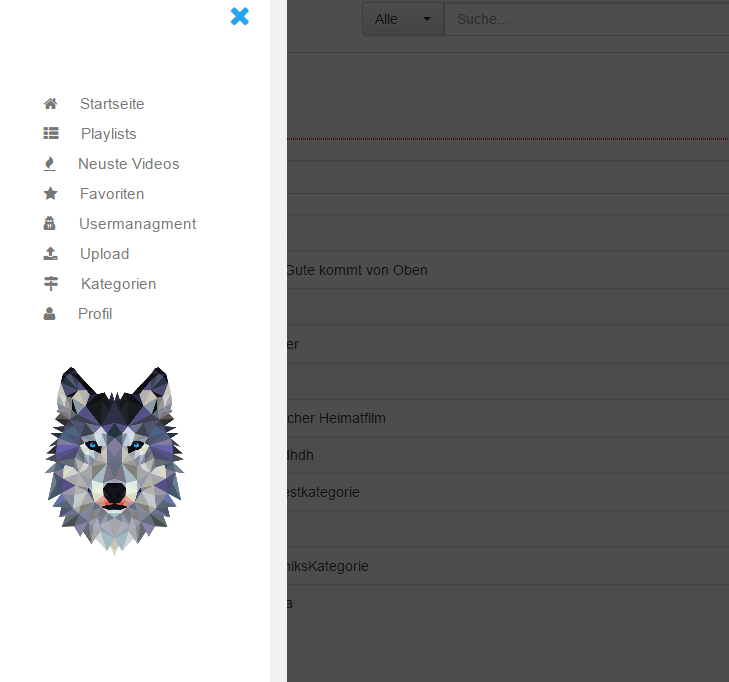 Alle
Suche...
Startseite
Playlists
Neuste Videos
Favoriten
Usermanagment
Upload
Kategorien
Profil
Gute kommt von Oben
er
cher Heimatfilm
dhdh
estkategorie
niksKategorie
a